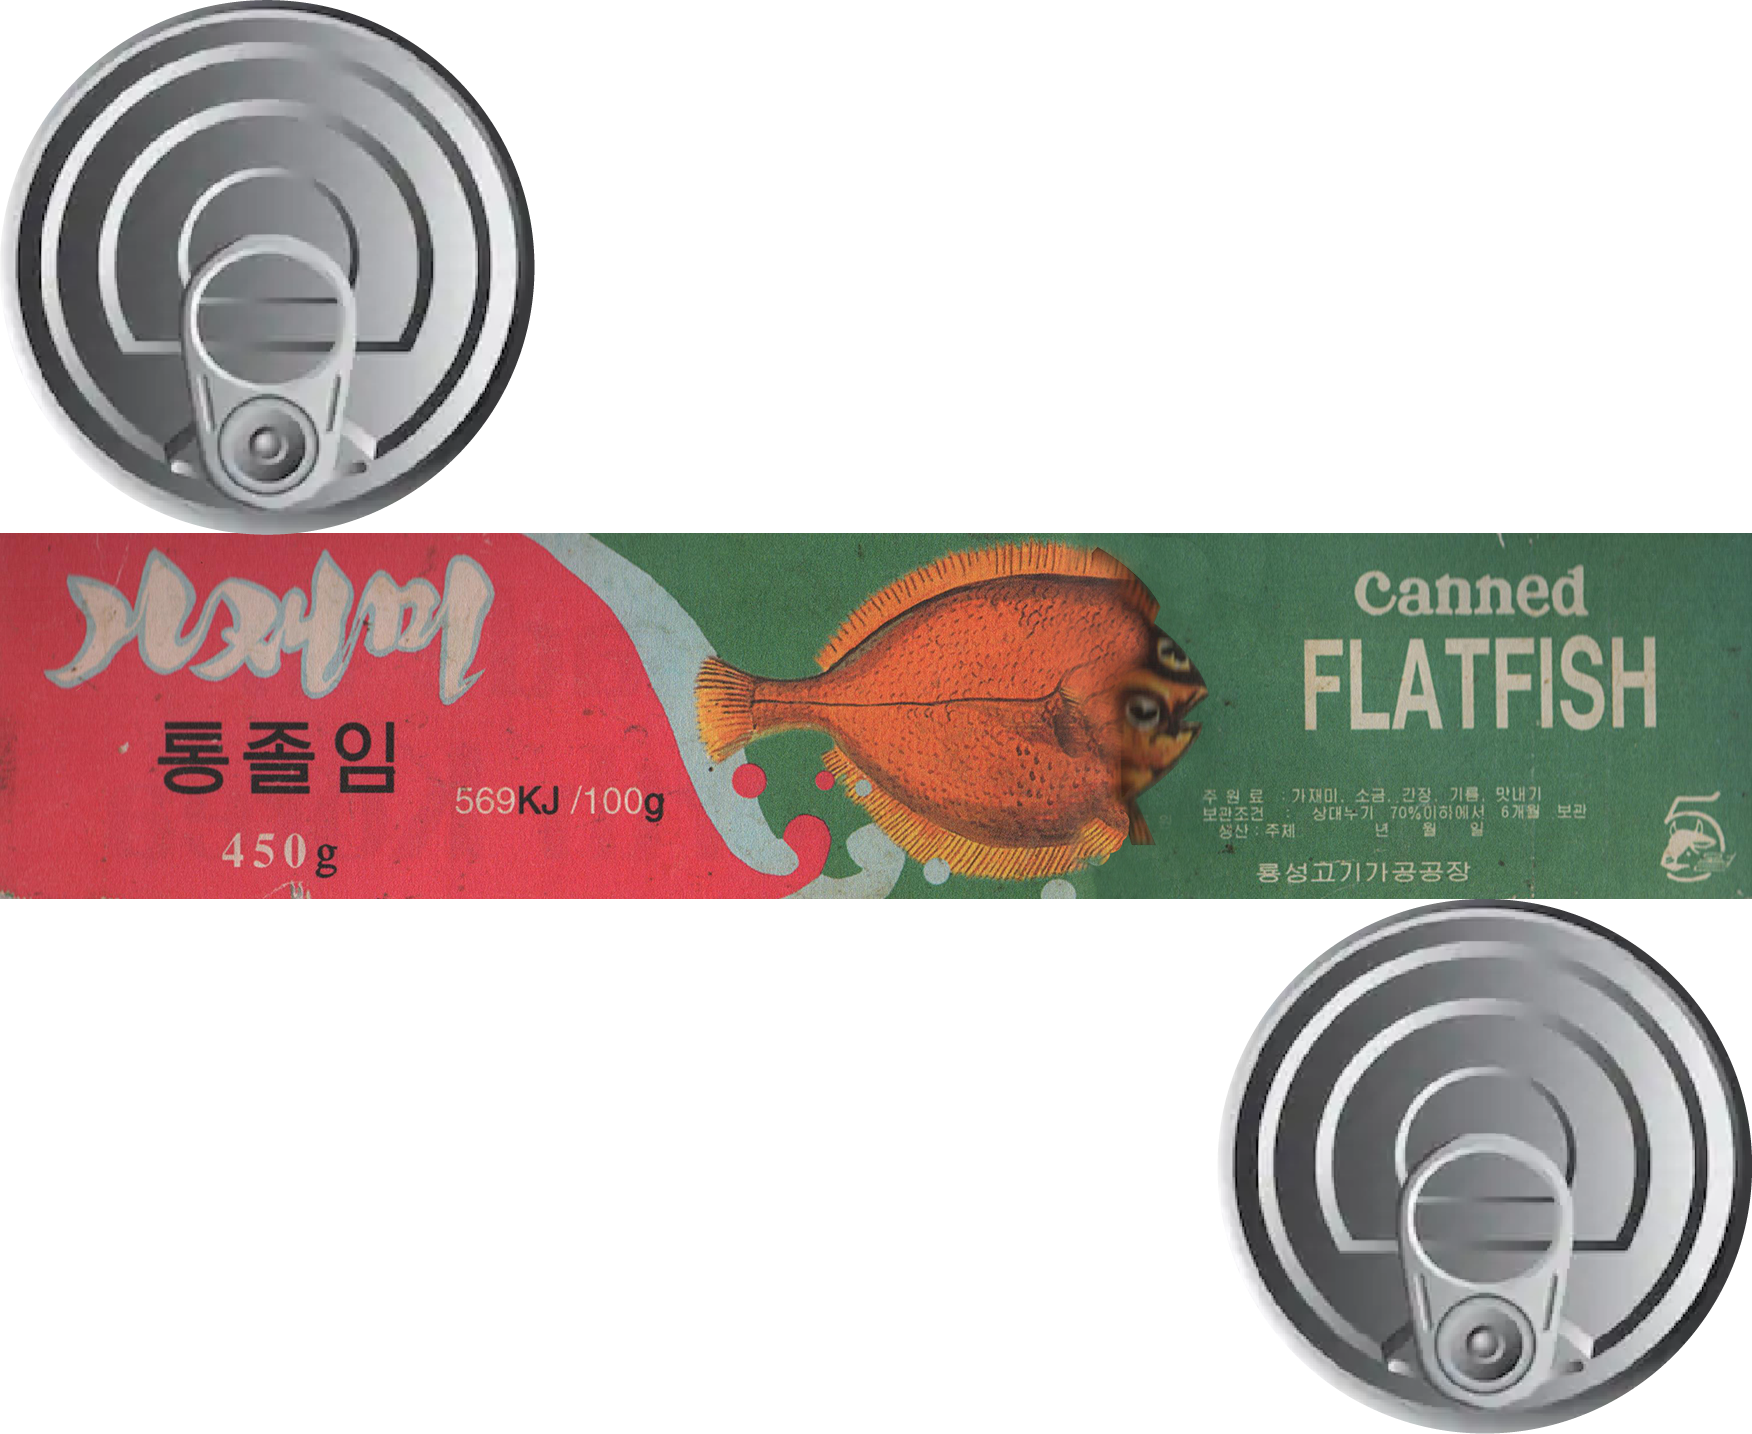 가재미
통졸임
450g
569KJ /100g
canned
FLATFISH
주 원 료 : 가재미, 소금, 간장, 기름, 맛내기
보관조건 : 상대누기 70%이하에서 6개월 보관
생산 : 주체 년 월 일
룡성고기가공공장
5